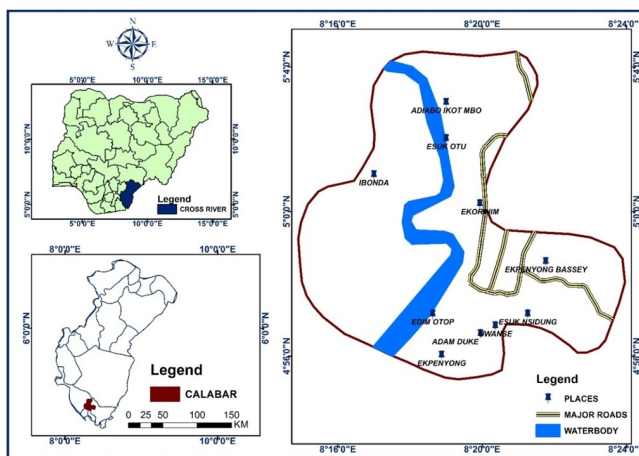 N
W E
S
5°0'0"E 10°0'0"E 15°0'0"E
10°0'0"N
5°0'0"N
10°0'0"N
5°0'0"N
Legend
CROSS RIVER
8°0'0"E 10°0'0"E
6°0'0"N
6°0'0"N
Legend
CALABAR
0 25 50 100 150
KM
8°0'0"E 10°0'0"E
8°16'0"E 8°20'0"E 8°24'0"E
5°4'0"N
5°0'0"N
4°56'0"N
5°4'0"N
5°0'0"N
4°56'0"N
ADIABO IKOT MBO
ESUK OTU
IBONDA
EKORINIM
EKPENYONG BASSEY
EDIM OTOP
ESUK NSIDUNG
NWANSE
ADAM DUKE
EKPENYONG
Legend
PLACES
MAJOR ROADS
WATERBODY
8°16'0"E 8°20'0"E 8°24'0"E